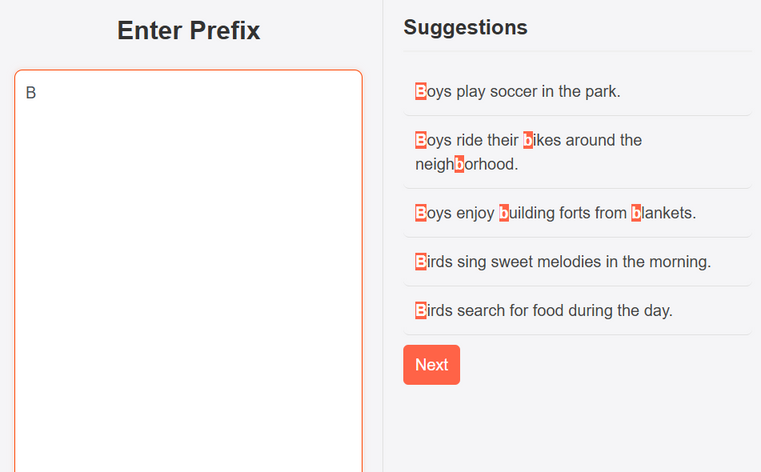 Enter Prefix
B
Suggestions
Boys play soccer in the park.
Boys ride their bikes around the
neighborhood.
Boys enjoy building forts from blankets.
Birds sing sweet melodies in the morning.
Birds search for food during the day.
Next